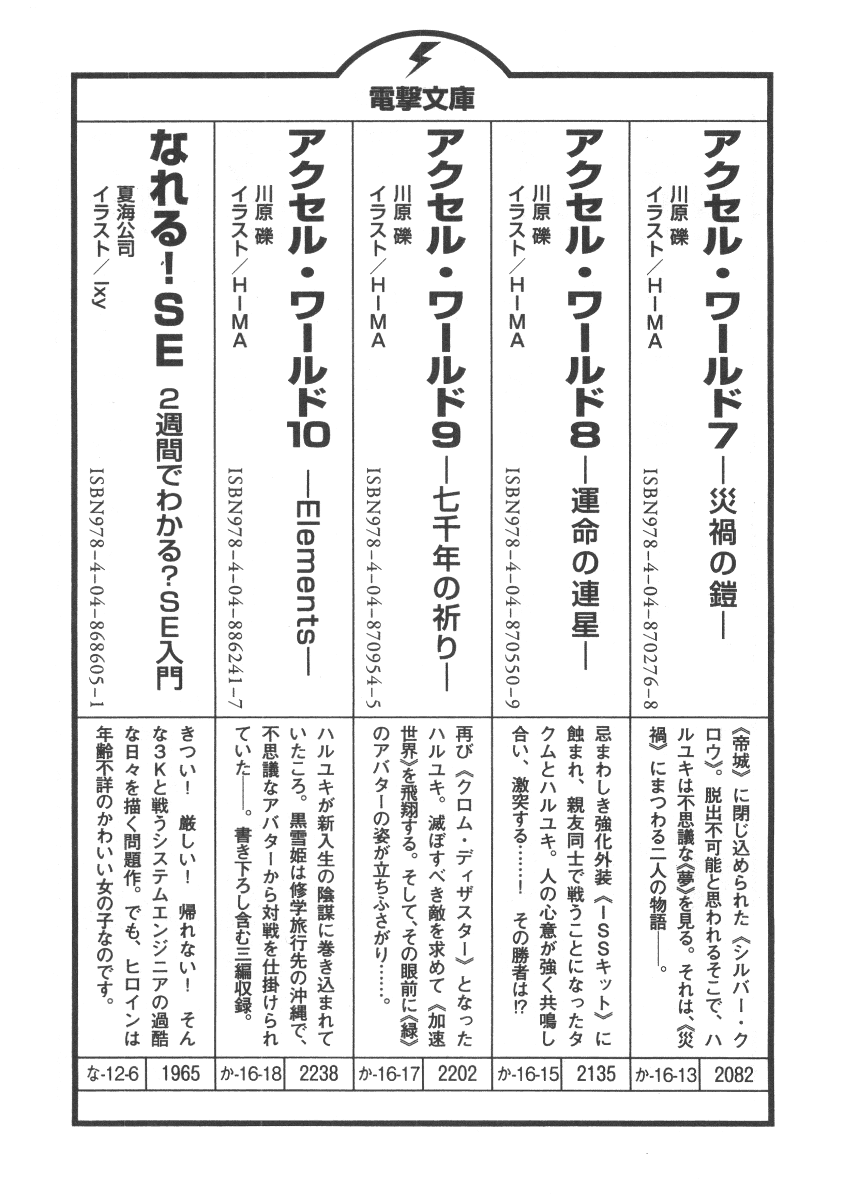 電撃文庫
アクセル・ワールド7 ―災禍の鎧―
川原 礫
イラスト/HIMA
ISBN978-4-04-870276-8
《帝城》に閉じ込められた《シルバー・ク
ロウ》。脱出不可能と思われるそこで、ハ
ルユキは不思議な《夢》を見る。それは、《災
禍》にまつわる二人の物語――。
か-16-13
2082
アクセル・ワールド8 ―運命の連星―
川原 礫
イラスト/HIMA
ISBN978-4-04-870550-9
忌まわしき強化外装《ISSキット》に
蝕まれ、親友同士で戦うことになったタ
クムとハルユキ。人の心意が強く共鳴し
合い、激突する……! その勝者は!?
か-16-15
2135
アクセル・ワールド9 ―七千年の祈り―
川原 礫
イラスト/HIMA
ISBN978-4-04-870954-5
再び《クロム・ディザスター》となった
ハルユキ。滅ぼすべき敵を求めて《加速
世界》を飛翔する。そして、その眼前に《緑》
のアバターの姿が立ちふさがり……。
か-16-17
2202
アクセル・ワールド10 ―Elements―
川原 礫
イラスト/HIMA
ISBN978-4-04-886241-7
ハルユキが新入生の陰謀に巻き込まれて
いたころ。黒雪姫は修学旅行先の沖縄で、
不思議なアバターから対戦を仕掛けられ
ていた――。書き下ろし含む三編収録。
か-16-18
2238
なれる!SE 2週間でわかる?SE入門
夏海公司
イラスト/Ixy
ISBN978-4-04-868605-1
きつい! 厳しい! 帰れない! そん
な3Kと戦うシステムエンジニアの過酷
な日々を描く問題作。でも、ヒロインは
年齢不詳のかわいい女の子なのです。
な-12-6
1965